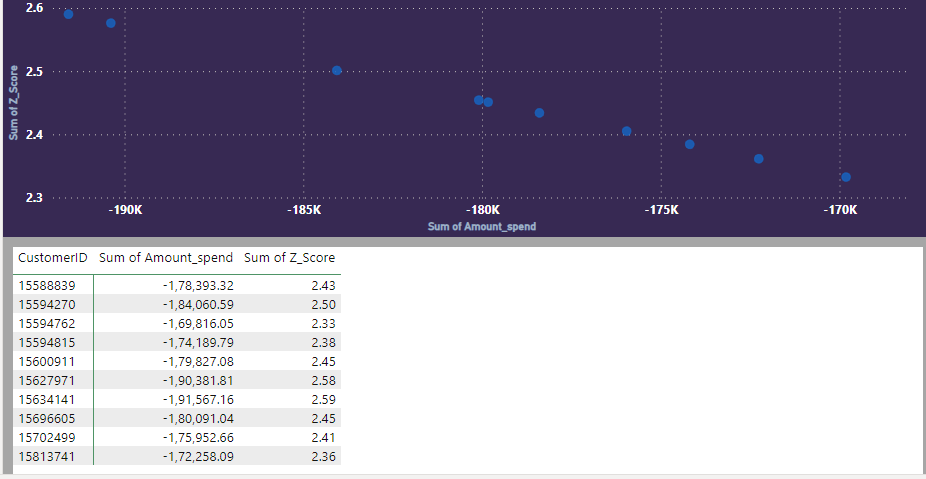 2.6
2.5
2.4
2.3
Sum of Z_Score
-190K -185K -180K -175K -170K
Sum of Amount_spend
CustomerID Sum of Amount_spend Sum of Z_Score
15588839 -1,78,393.32 2.43
15594270 -1,84,060.59 2.50
15594762 -1,69,816.05 2.33
15594815 -1,74,189.79 2.38
15600911 -1,79,827.08 2.45
15627971 -1,90,381.81 2.58
15634141 -1,91,567.16 2.59
15696605 -1,80,091.04 2.45
15702499 -1,75,952.66 2.41
15813741 -1,72,258.09 2.36